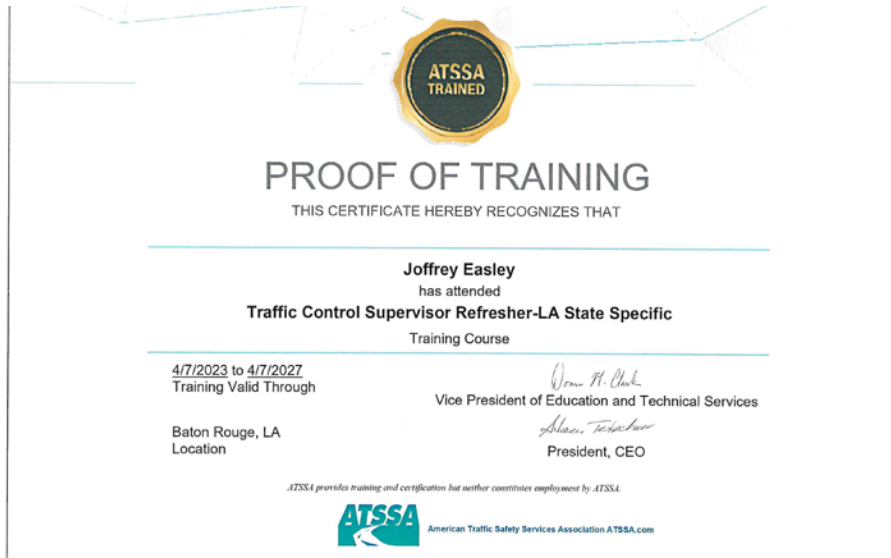 ATSSA
TRAINED
PROOF OF TRAINING
THIS CERTIFICATE HEREBY RECOGNIZES THAT
Joffrey Easley
has attended
Traffic Control Supervisor Refresher-LA State Specific
Training Course
4/7/2023 to 4/7/2027
Training Valid Through
Vice President of Education and Technical Services
Baton Rouge, LA
Location
President, CEO
ATSSA provides training and certification but neither constitutes employment by ATSSA.
ATSSA
American Traffic Safety Services Association ATSSA.com